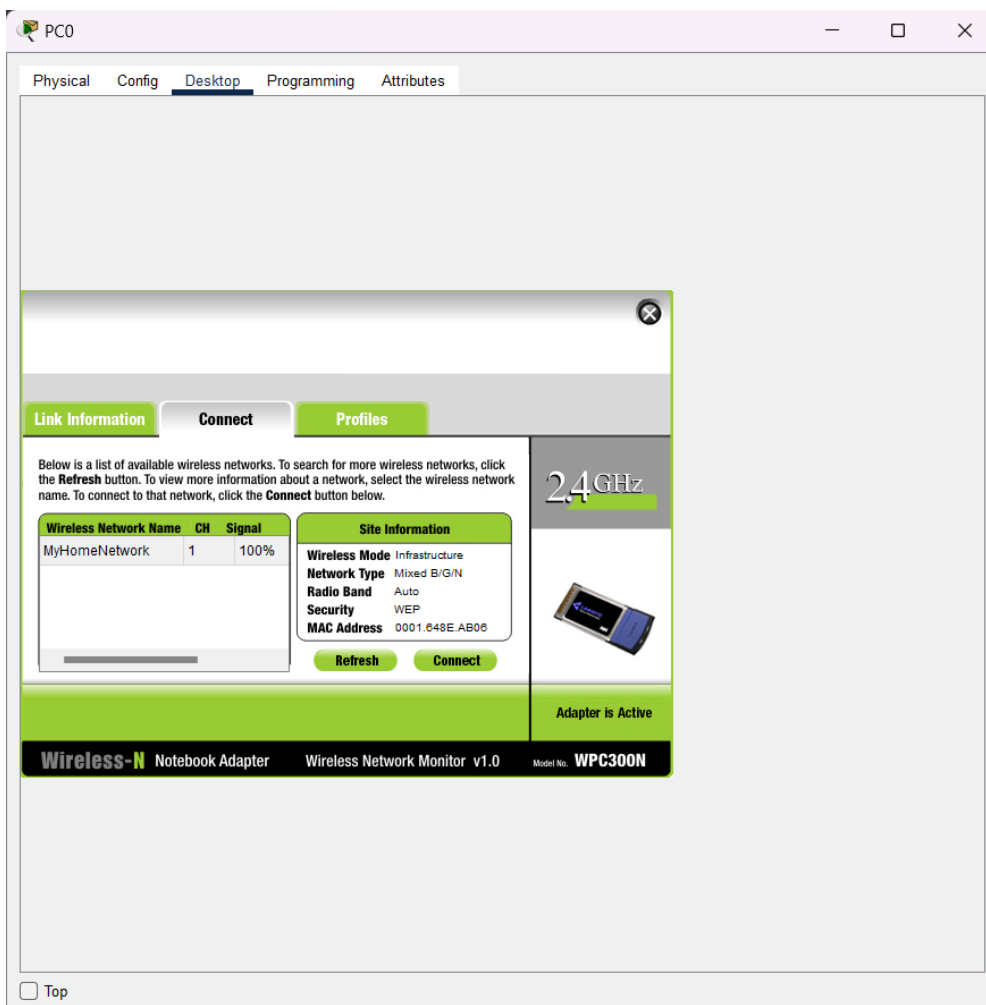 PC0
Physical Config Desktop Programming Attributes
Link Information Connect Profiles
Below is a list of available wireless networks. To search for more wireless networks, click
the Refresh button. To view more information about a network, select the wireless network
name. To connect to that network, click the Connect button below.
2.4GHz
Wireless Network Name CH Signal
MyHomeNetwork 1 100%
Site Information
Wireless Mode Infrastructure
Network Type Mixed B/G/N
Radio Band Auto
Security WEP
MAC Address 0001.648E.AB06
Refresh Connect
Adapter is Active
Wireless-N Notebook Adapter Wireless Network Monitor v1.0 Model No. WPC300N
Top